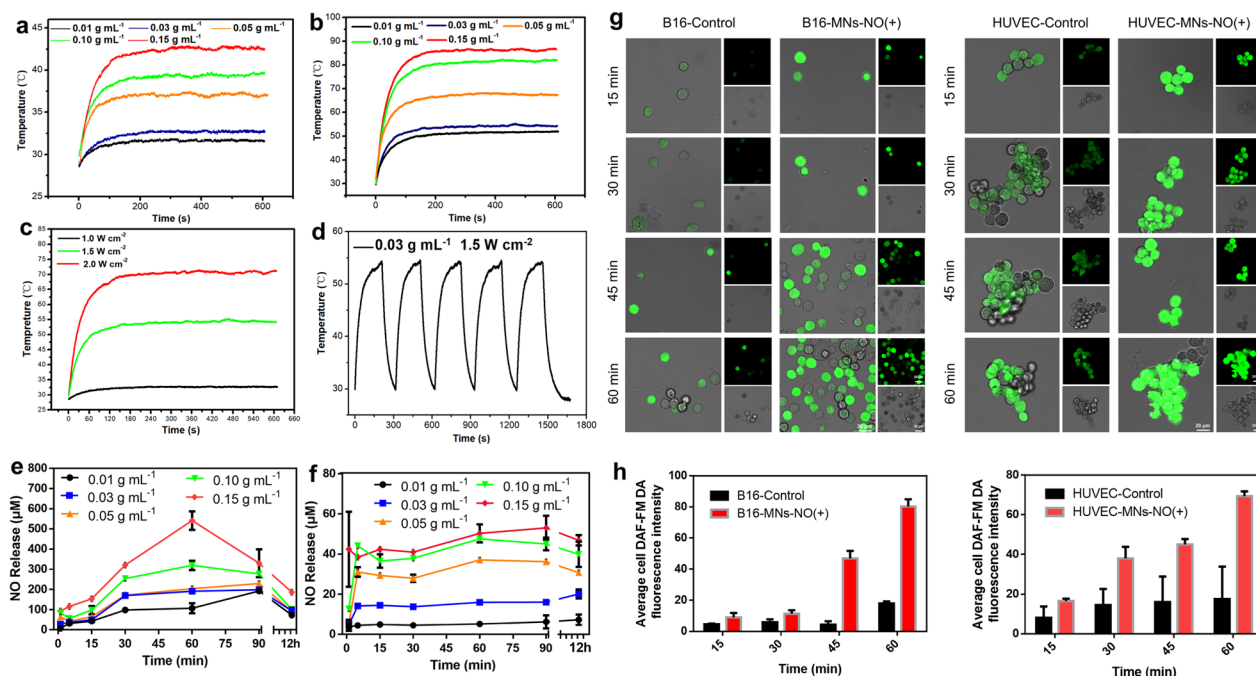 a
0.01 g mL⁻¹ 0.03 g mL⁻¹ 0.05 g mL⁻¹
0.10 g mL⁻¹ 0.15 g mL⁻¹
Temperature (℃)
40
35
30
25
0 200 400 600
Time (s)
b
0.01 g mL⁻¹ 0.03 g mL⁻¹ 0.05 g mL⁻¹
0.10 g mL⁻¹ 0.15 g mL⁻¹
Temperature (℃)
100
90
80
70
60
50
40
30
0 200 400 600
Time (s)
c
1.0 W cm⁻²
1.5 W cm⁻²
2.0 W cm⁻²
Tempreture (℃)
85
80
75
70
65
60
55
50
45
40
35
30
25
0 60 120 180 240 300 360 420 480 540 600 660
Time (s)
d
0.03 g mL⁻¹ 1.5 W cm⁻²
Temperature (℃)
60
50
40
30
0 300 600 900 1200 1500 1800
Time (s)
e
0.01 g mL⁻¹
0.03 g mL⁻¹
0.05 g mL⁻¹
0.10 g mL⁻¹
0.15 g mL⁻¹
NO Release (μM)
800
700
600
500
400
300
200
100
0
0 15 30 45 60 75 90 12h
Time (min)
f
0.01 g mL⁻¹
0.03 g mL⁻¹
0.05 g mL⁻¹
0.10 g mL⁻¹
0.15 g mL⁻¹
NO Release (μM)
100
90
80
70
60
50
40
30
20
10
0
0 15 30 45 60 75 90 12h
Time (min)
g
B16-Control B16-MNs-NO(+) HUVEC-Control HUVEC-MNs-NO(+)
15 min
30 min
45 min
60 min
20 μm
20 μm
h
B16-Control
B16-MNs-NO(+)
Average cell DAF-FM DA
fluorescence intensity
100
80
60
40
20
0
15 30 45 60
Time (min)
HUVEC-Control
HUVEC-MNs-NO(+)
Average cell DAF-FM DA
fluorescence intensity
80
60
40
20
0
15 30 45 60
Time (min)